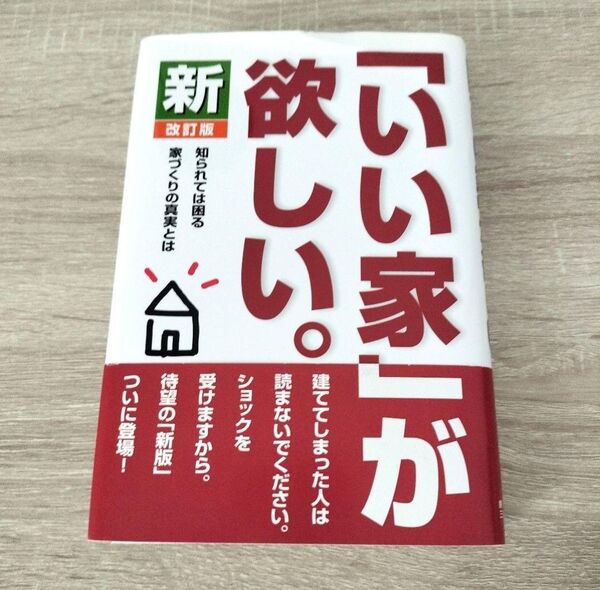 「いい家」が
欲しい。
新
改訂版
知られては困る
家づくりの真実とは
建ててしまった人は
読まないでください。
ショックを
受けますから。
待望の「新版」
ついに登場！